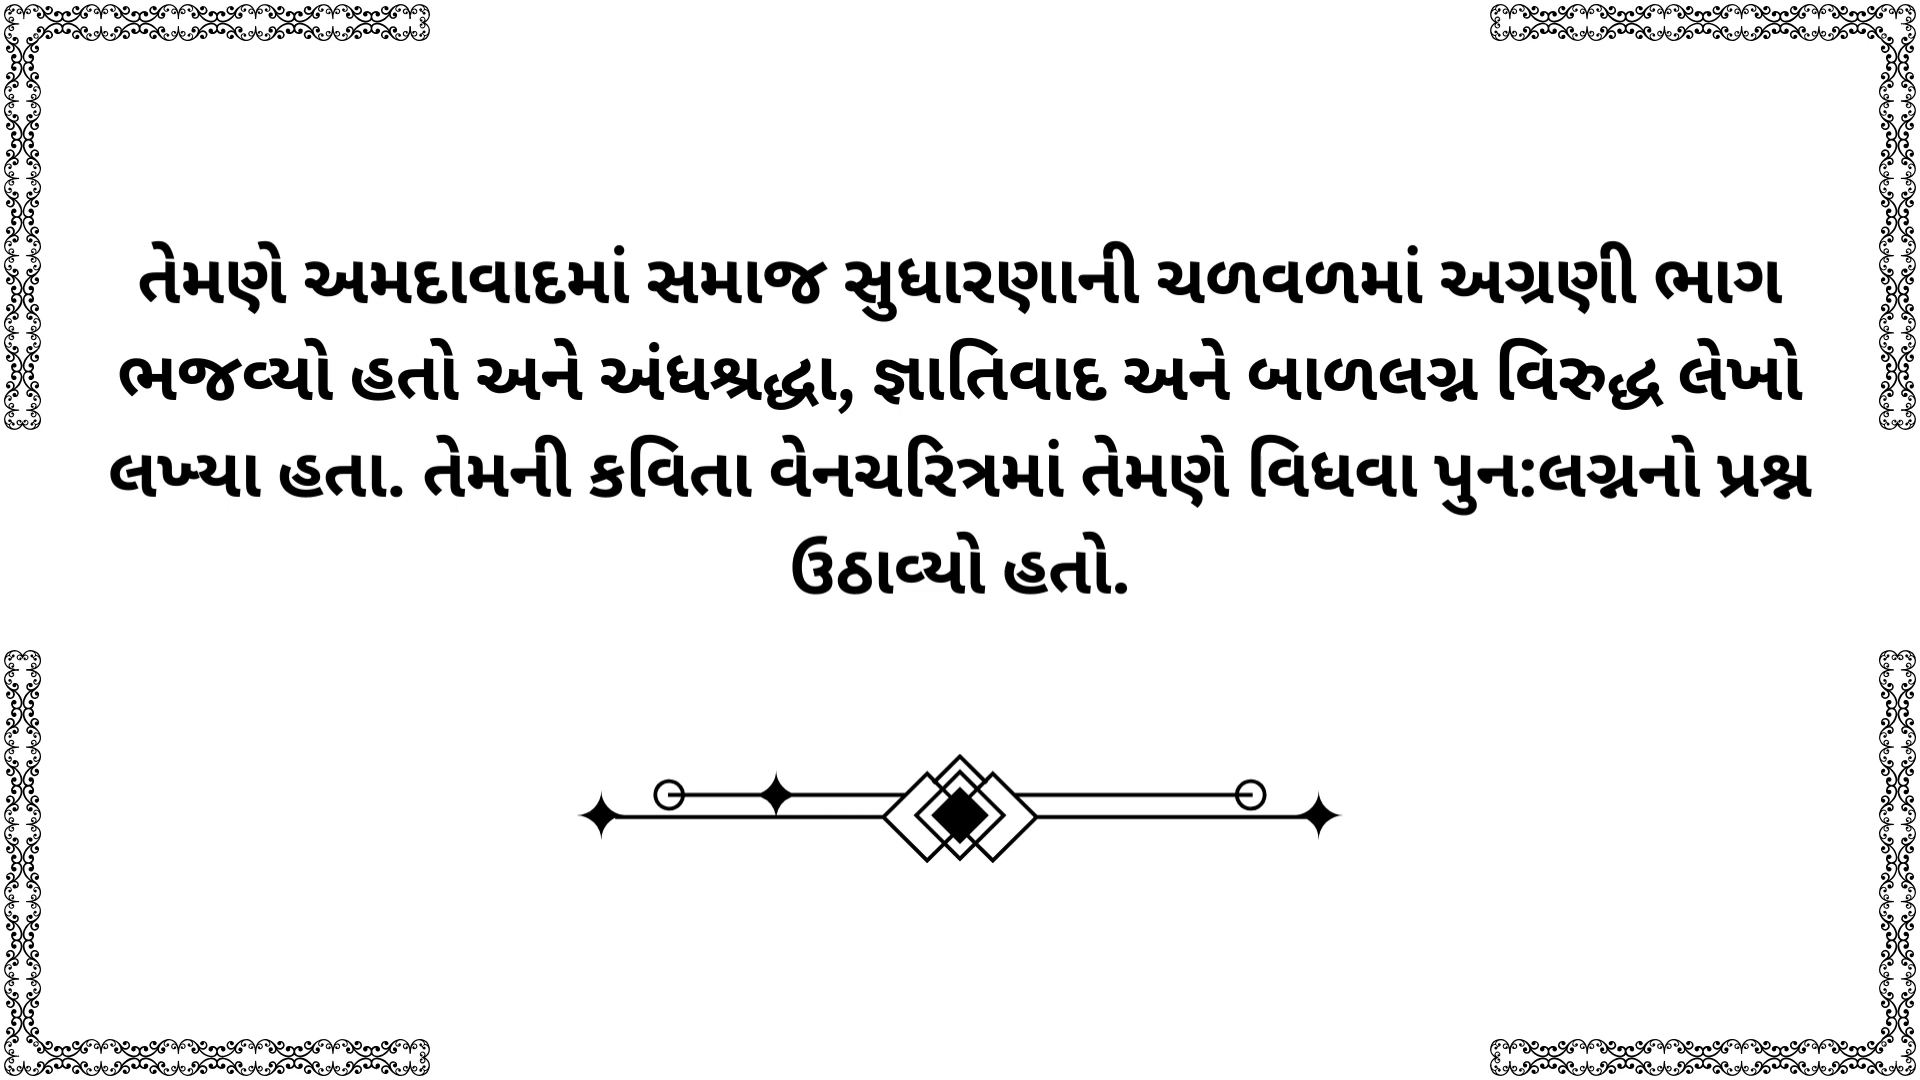 તેમણે અમદાવાદમાં સમાજ સુધારણાની ચળવળમાં અગ્રણી ભાગ
ભજવ્યો હતો અને અંધશ્રદ્ધા, જ્ઞાતિવાદ અને બાળલગ્ન વિરુદ્ધ લેખો
લખ્યા હતા. તેમની કવિતા વેનચરિત્રમાં તેમણે વિધવા પુન:લગ્નનો પ્રશ્ન
ઉઠાવ્યો હતો.